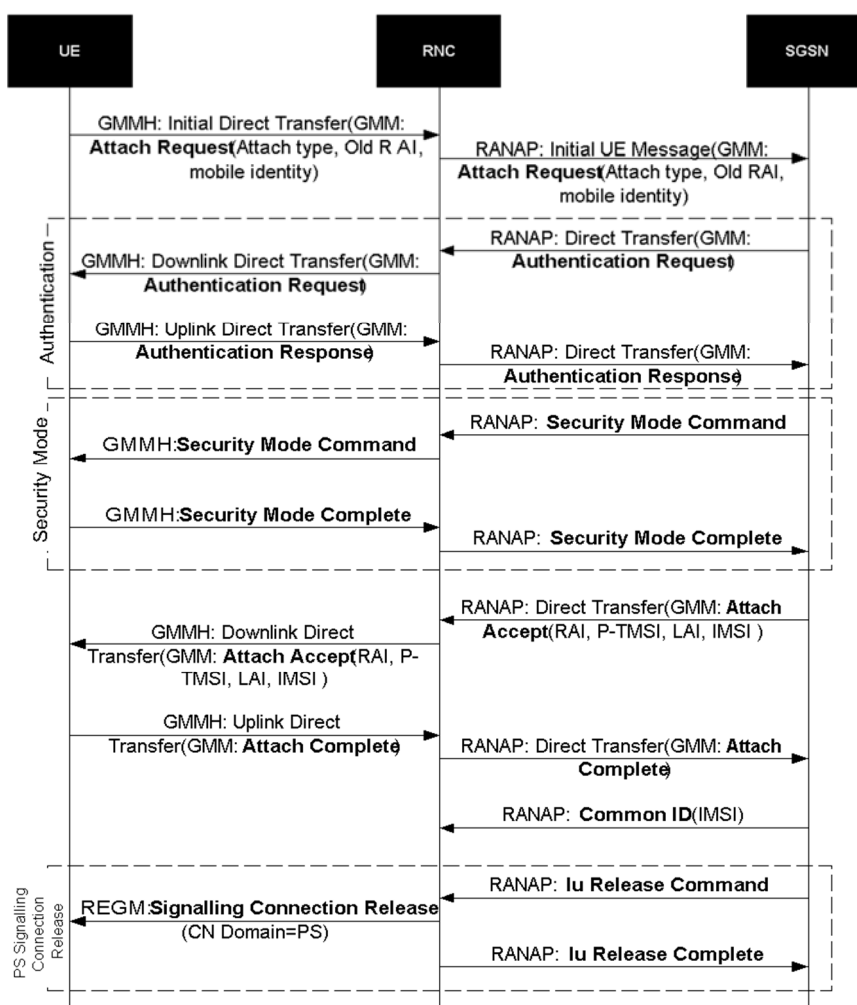 UE
RNC
SGSN
GMMH: Initial Direct Transfer(GMM:
Attach Request(Attach type, Old R AI,
mobile identity)
RANAP: Initial UE Message(GMM:
Attach Request(Attach type, Old RAI,
mobile identity)
Authentication
RANAP: Direct Transfer(GMM:
Authentication Request)
GMMH: Downlink Direct Transfer(GMM:
Authentication Request)
GMMH: Uplink Direct Transfer(GMM:
Authentication Response)
RANAP: Direct Transfer(GMM:
Authentication Response)
Security Mode
RANAP: Security Mode Command
GMMH:Security Mode Command
GMMH:Security Mode Complete
RANAP: Security Mode Complete
RANAP: Direct Transfer(GMM: Attach
Accept(RAI, P-TMSI, LAI, IMSI )
GMMH: Downlink Direct
Transfer(GMM: Attach Accept(RAI, P-
TMSI, LAI, IMSI )
GMMH: Uplink Direct
Transfer(GMM: Attach Complete)
RANAP: Direct Transfer(GMM: Attach
Complete)
RANAP: Common ID(IMSI)
PS Signalling
Connection
Release
RANAP: Iu Release Command
REGM:Signalling Connection Release
(CN Domain=PS)
RANAP: Iu Release Complete